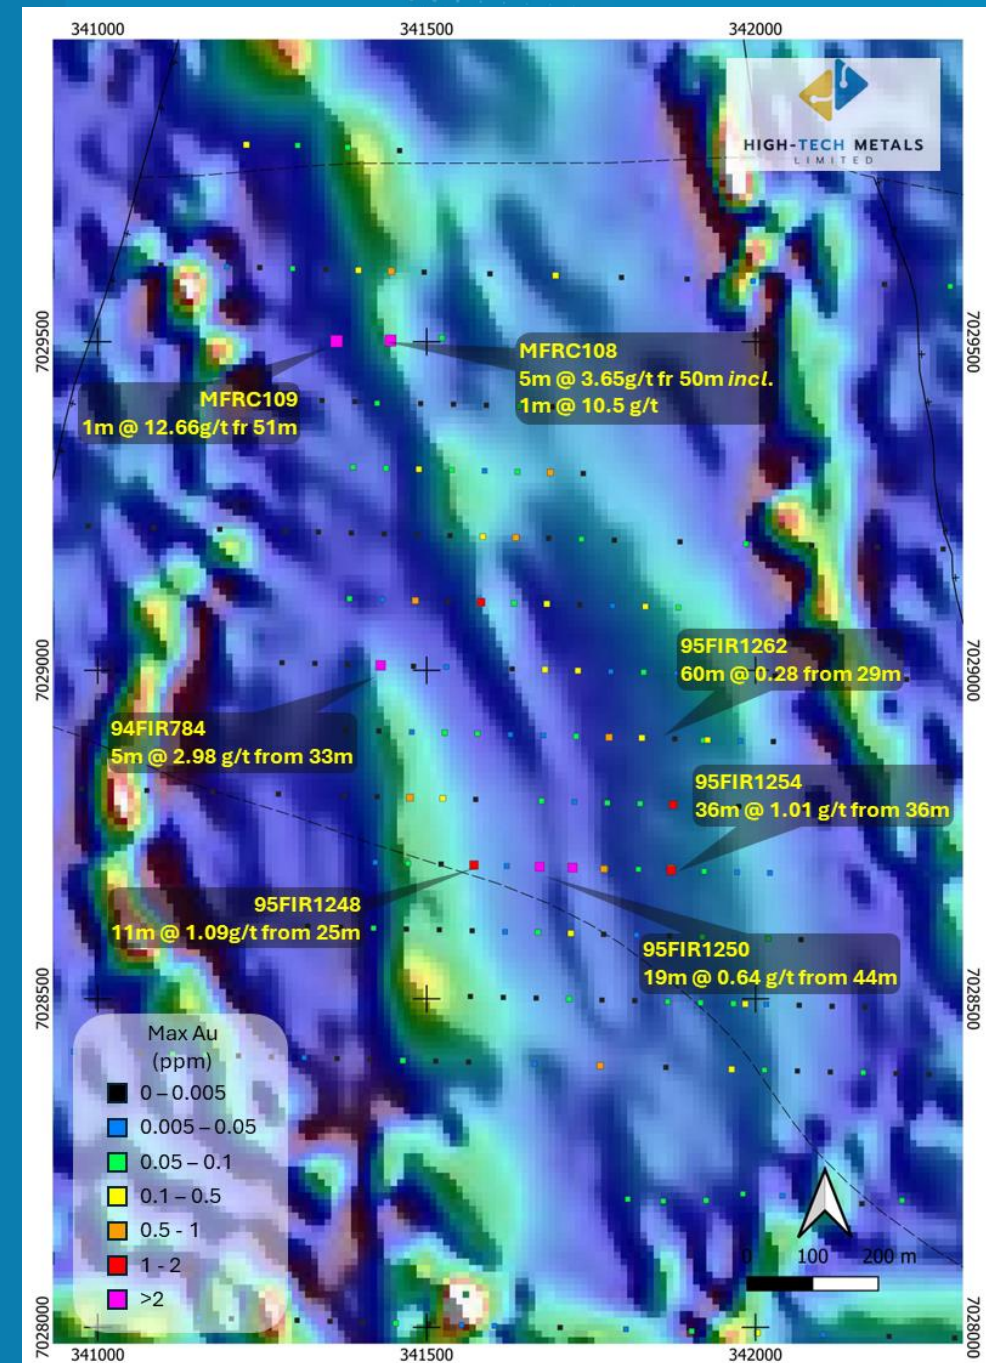 341000
341500
342000
HIGH-TECH METALS
LIMITED
7029500
7029500
MFRC108
5m @ 3.65g/t fr 50m incl.
1m @ 10.5 g/t
MFRC109
1m @ 12.66g/t fr 51m
7029000
7029000
95FIR1262
60m @ 0.28 from 29m
94FIR784
5m @ 2.98 g/t from 33m
95FIR1254
36m @ 1.01 g/t from 36m
95FIR1248
11m @ 1.09g/t from 25m
95FIR1250
19m @ 0.64 g/t from 44m
7028500
7028500
Max Au
(ppm)
0 – 0.005
0.005 – 0.05
0.05 – 0.1
0.1 – 0.5
0.5 - 1
1 - 2
>2
0 100 200 m
7028000
7028000
341000
341500
342000